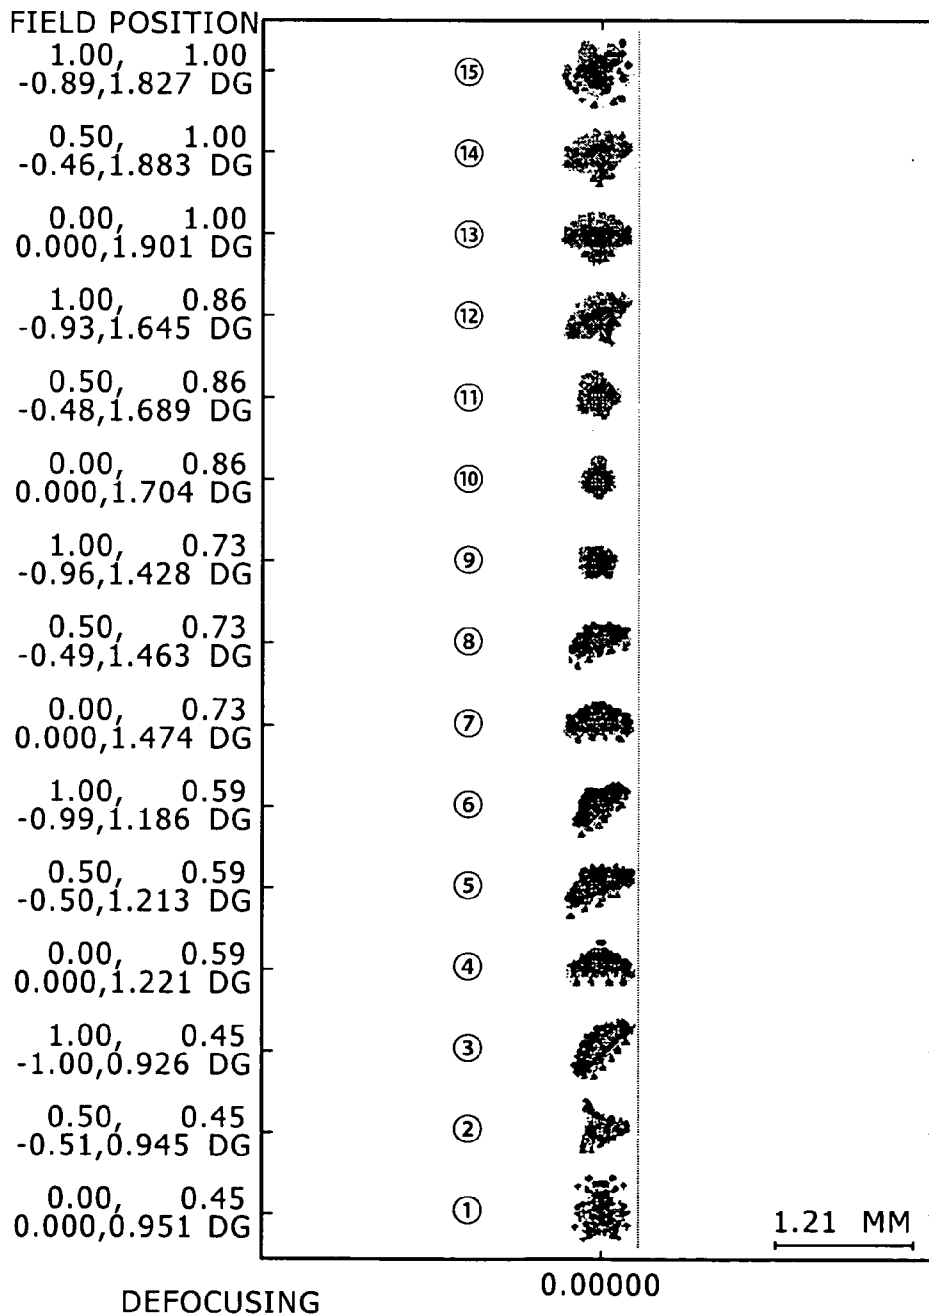 FIELD POSITION
1.00, 1.00
-0.89,1.827 DG
⑮
0.50, 1.00
-0.46,1.883 DG
⑭
0.00, 1.00
0.000,1.901 DG
⑬
1.00, 0.86
-0.93,1.645 DG
⑫
0.50, 0.86
-0.48,1.689 DG
⑪
0.00, 0.86
0.000,1.704 DG
⑩
1.00, 0.73
-0.96,1.428 DG
⑨
0.50, 0.73
-0.49,1.463 DG
⑧
0.00, 0.73
0.000,1.474 DG
⑦
1.00, 0.59
-0.99,1.186 DG
⑥
0.50, 0.59
-0.50,1.213 DG
⑤
0.00, 0.59
0.000,1.221 DG
④
1.00, 0.45
-1.00,0.926 DG
③
0.50, 0.45
-0.51,0.945 DG
②
0.00, 0.45
0.000,0.951 DG
①
1.21 MM
0.00000
DEFOCUSING